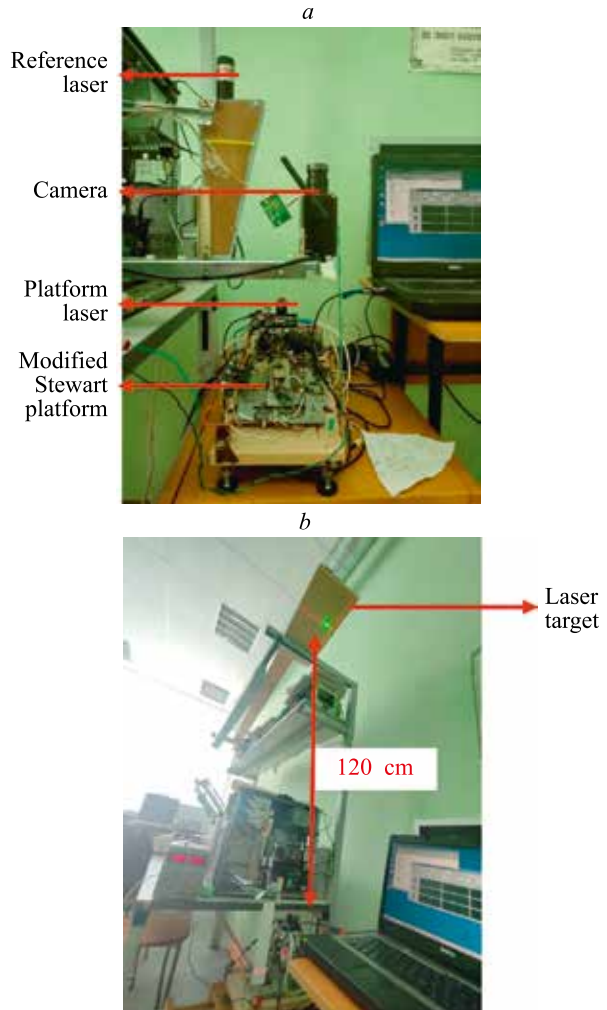 a
Reference
laser
Camera
Platform
laser
Modified
Stewart
platform
b
Laser
target
120 cm